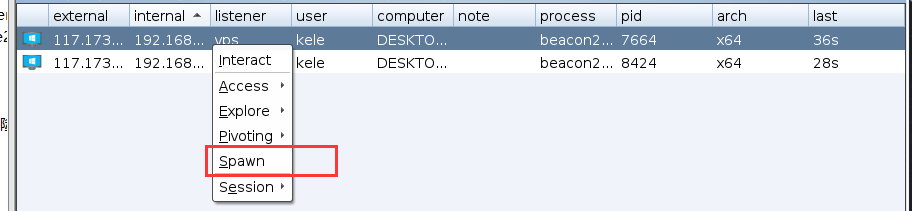 external internal listener user computer note process pid arch last
117.173... 192.168... vps kele DESKTO... beacon2... 7664 x64 36s
117.173... 192.168... kele DESKTO... beacon2... 8424 x64 28s
Interact
Access
Explore
Pivoting
Spawn
Session